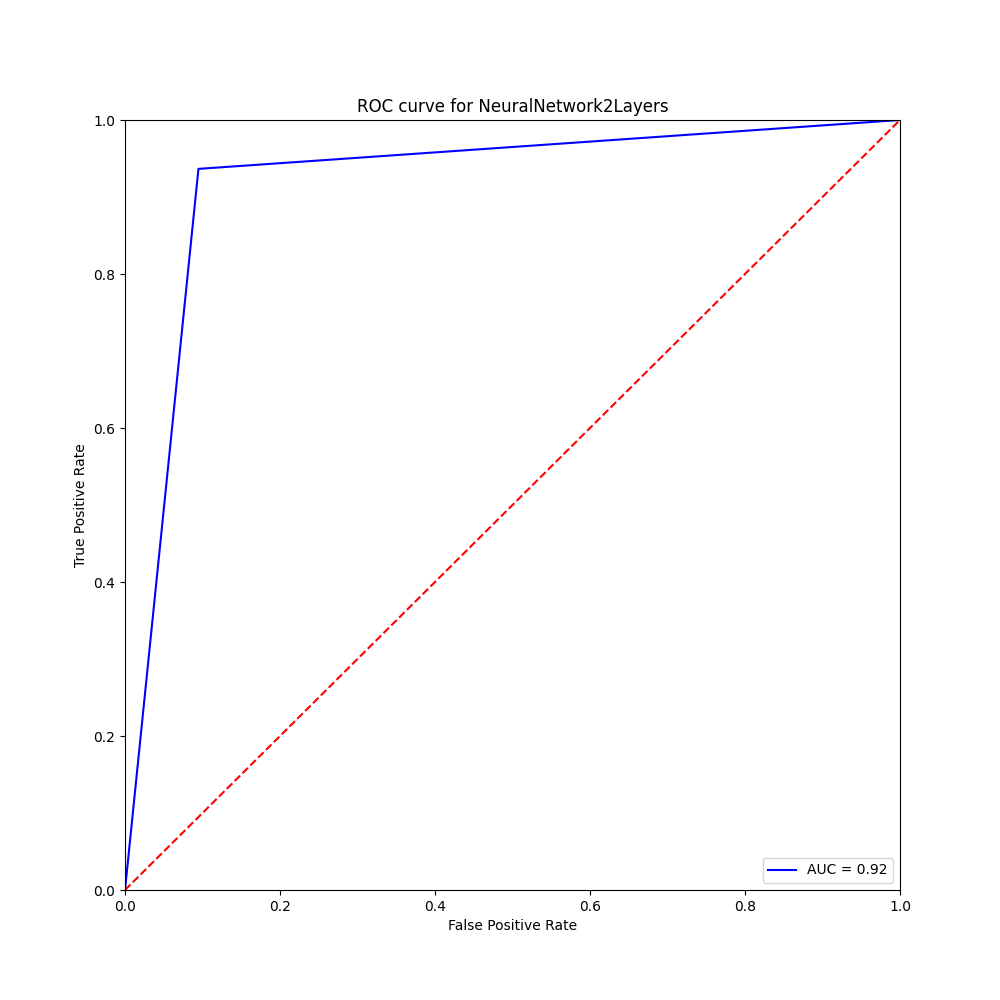 ROC curve for NeuralNetwork2Layers
1.0
0.8
0.6
0.4
0.2
0.0
True Positive Rate
AUC = 0.92
0.0 0.2 0.4 0.6 0.8 1.0
False Positive Rate